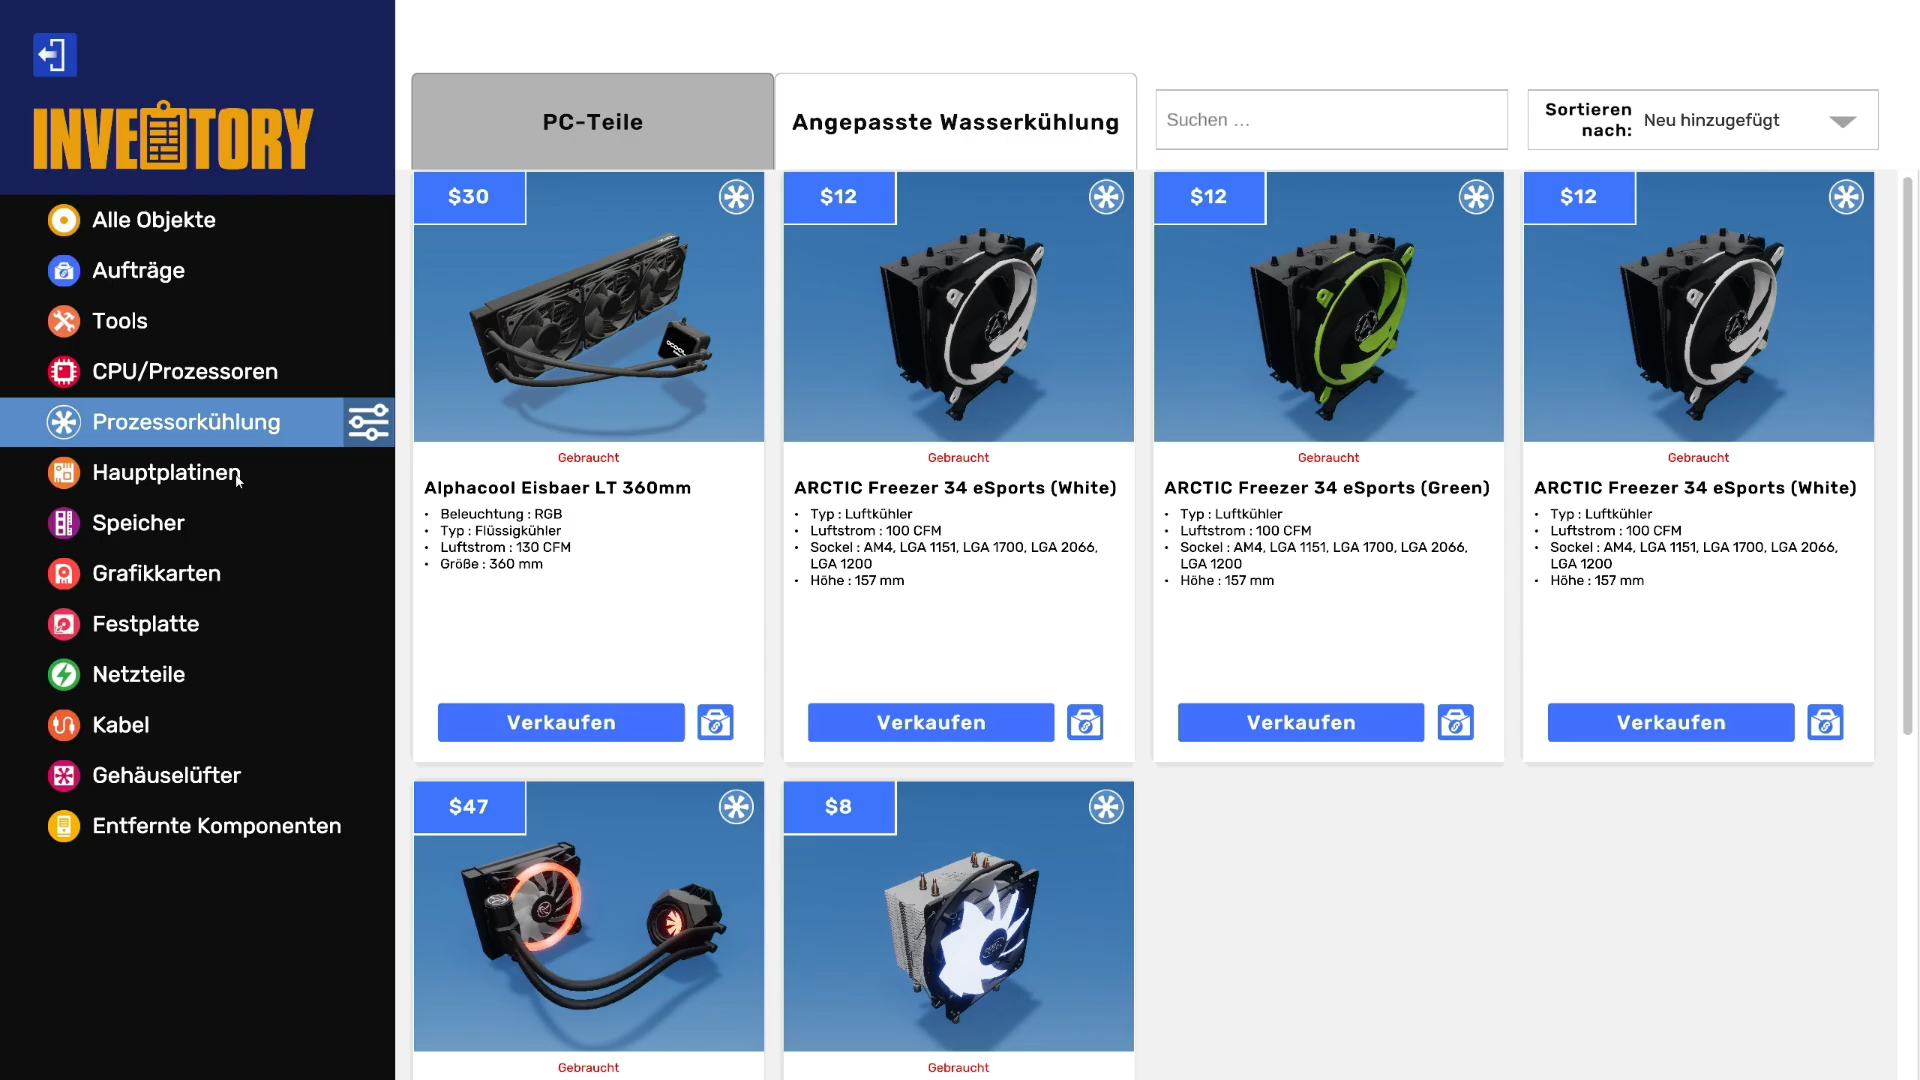 INVENTORY
Alle Objekte
Aufträge
Tools
CPU/Prozessoren
Prozessorkühlung
Hauptplatinen
Speicher
Grafikkarten
Festplatte
Netzteile
Kabel
Gehäuselüfter
Entfernte Komponenten
PC-Teile
Angepasste Wasserkühlung
Suchen ...
Sortieren
nach:
Neu hinzugefügt
$30
Gebraucht
Alphacool Eisbaer LT 360mm
• Beleuchtung : RGB
• Typ : Flüssigkühler
• Luftstrom : 130 CFM
• Größe : 360 mm
Verkaufen
$12
Gebraucht
ARCTIC Freezer 34 eSports (White)
• Typ : Luftkühler
• Luftstrom : 100 CFM
• Sockel : AM4, LGA 1151, LGA 1700, LGA 2066,
LGA 1200
• Höhe : 157 mm
Verkaufen
$12
Gebraucht
ARCTIC Freezer 34 eSports (Green)
• Typ : Luftkühler
• Luftstrom : 100 CFM
• Sockel : AM4, LGA 1151, LGA 1700, LGA 2066,
LGA 1200
• Höhe : 157 mm
Verkaufen
$12
Gebraucht
ARCTIC Freezer 34 eSports (White)
• Typ : Luftkühler
• Luftstrom : 100 CFM
• Sockel : AM4, LGA 1151, LGA 1700, LGA 2066,
LGA 1200
• Höhe : 157 mm
Verkaufen
$47
Gebraucht
$8
Gebraucht